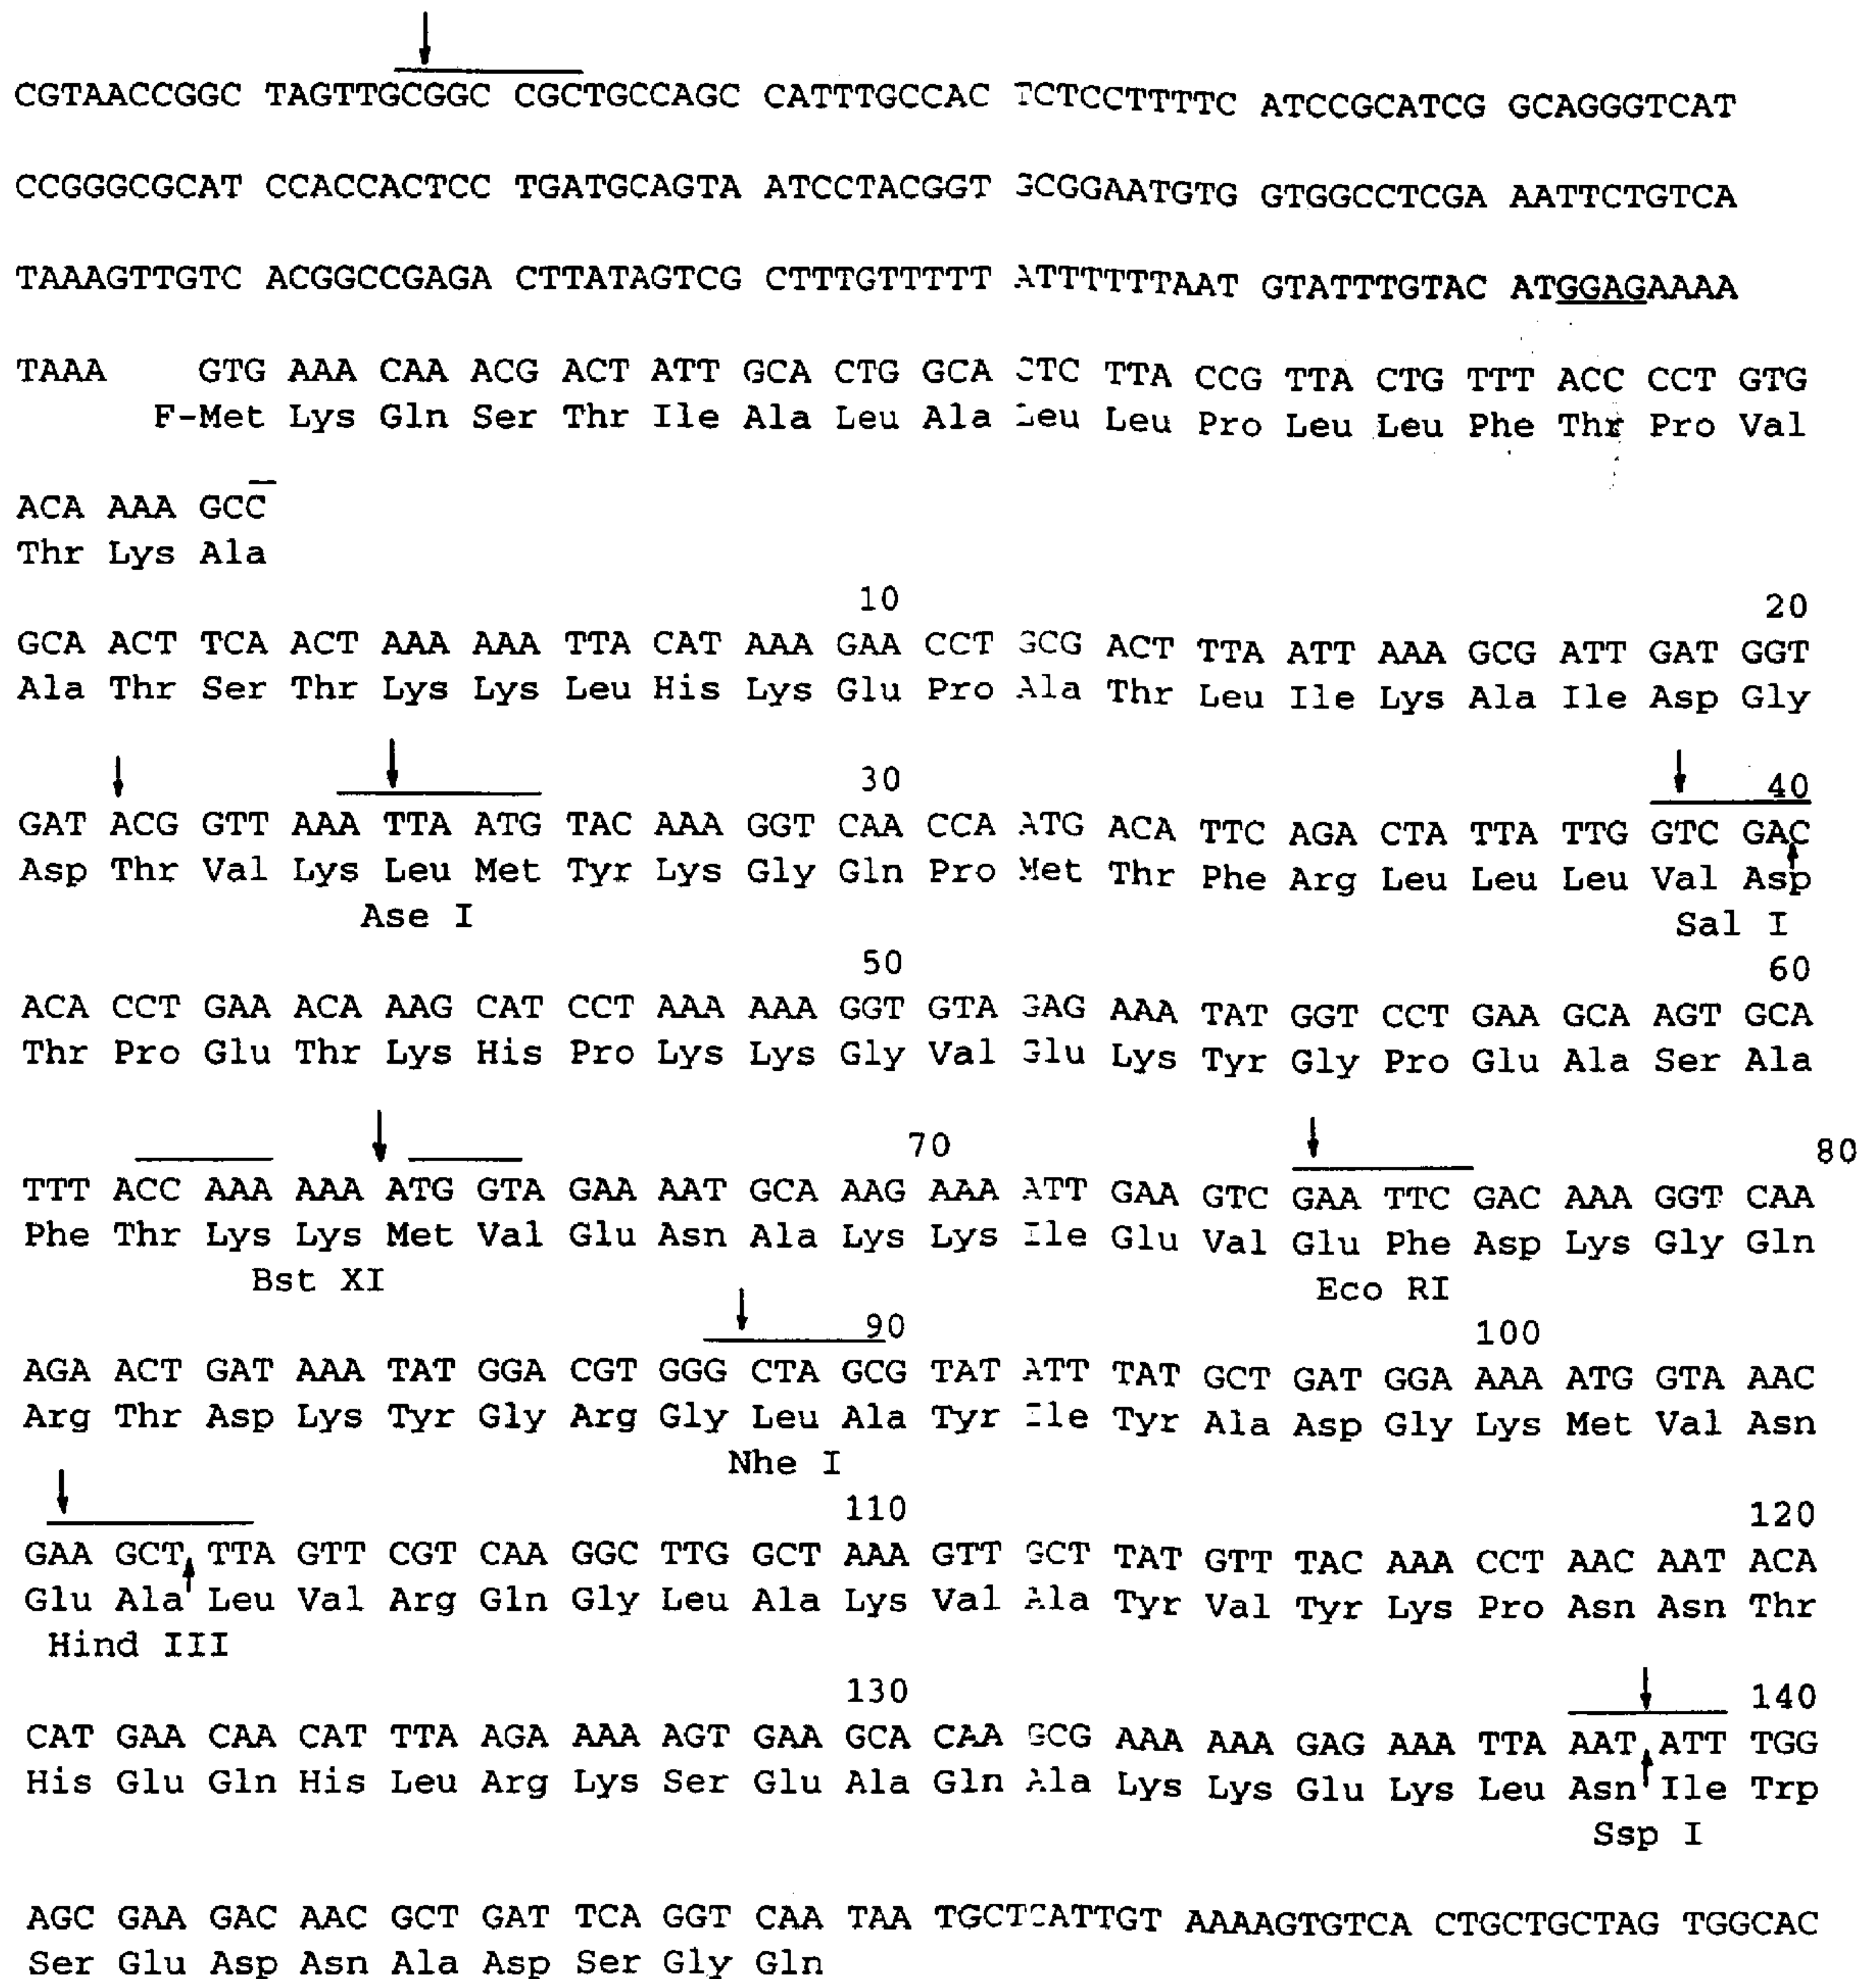 CGTAACCGGC TAGTTGCGGC CGCTGCCAGC CATTTGCCAC TCTCCTTTTC ATCCGCATCG GCAGGGTCAT
CCGGGCGCAT CCACCACTCC TGATGCAGTA ATCCTACGGT GCGGAATGTG GTGGCCTCGA AATTCTGTCA
TAAAGTTGTC ACGGCCGAGA CTTATAGTCG CTTTGTTTTT ATTTTTTAAT GTATTTGTAC ATGGAGAAAA
TAAA GTG AAA CAA ACG ACT ATT GCA CTG GCA CTC TTA CCG TTA CTG TTT ACC CCT GTG
F-Met Lys Gln Ser Thr Ile Ala Leu Ala Leu Leu Pro Leu Leu Phe Thr Pro Val
ACA AAA GCC
Thr Lys Ala
10 20
GCA ACT TCA ACT AAA AAA TTA CAT AAA GAA CCT GCG ACT TTA ATT AAA GCG ATT GAT GGT
Ala Thr Ser Thr Lys Lys Leu His Lys Glu Pro Ala Thr Leu Ile Lys Ala Ile Asp Gly
30 40
GAT ACG GTT AAA TTA ATG TAC AAA GGT CAA CCA ATG ACA TTC AGA CTA TTA TTG GTC GAC
Asp Thr Val Lys Leu Met Tyr Lys Gly Gln Pro Met Thr Phe Arg Leu Leu Leu Val Asp
Ase I Sal I
50 60
ACA CCT GAA ACA AAG CAT CCT AAA AAA GGT GTA GAG AAA TAT GGT CCT GAA GCA AGT GCA
Thr Pro Glu Thr Lys His Pro Lys Lys Gly Val Glu Lys Tyr Gly Pro Glu Ala Ser Ala
70 80
TTT ACC AAA AAA ATG GTA GAA AAT GCA AAG AAA ATT GAA GTC GAA TTC GAC AAA GGT CAA
Phe Thr Lys Lys Met Val Glu Asn Ala Lys Lys Ile Glu Val Glu Phe Asp Lys Gly Gln
Bst XI Eco RI
90 100
AGA ACT GAT AAA TAT GGA CGT GGG CTA GCG TAT ATT TAT GCT GAT GGA AAA ATG GTA AAC
Arg Thr Asp Lys Tyr Gly Arg Gly Leu Ala Tyr Ile Tyr Ala Asp Gly Lys Met Val Asn
Nhe I
110 120
GAA GCT TTA GTT CGT CAA GGC TTG GCT AAA GTT GCT TAT GTT TAC AAA CCT AAC AAT ACA
Glu Ala Leu Val Arg Gln Gly Leu Ala Lys Val Ala Tyr Val Tyr Lys Pro Asn Asn Thr
Hind III
130 140
CAT GAA CAA CAT TTA AGA AAA AGT GAA GCA CAA GCG AAA AAA GAG AAA TTA AAT ATT TGG
His Glu Gln His Leu Arg Lys Ser Glu Ala Gln Ala Lys Lys Glu Lys Leu Asn Ile Trp
Ssp I
AGC GAA GAC AAC GCT GAT TCA GGT CAA TAA TGCTCATTGT AAAAGTGTCA CTGCTGCTAG TGGCAC
Ser Glu Asp Asn Ala Asp Ser Gly Gln